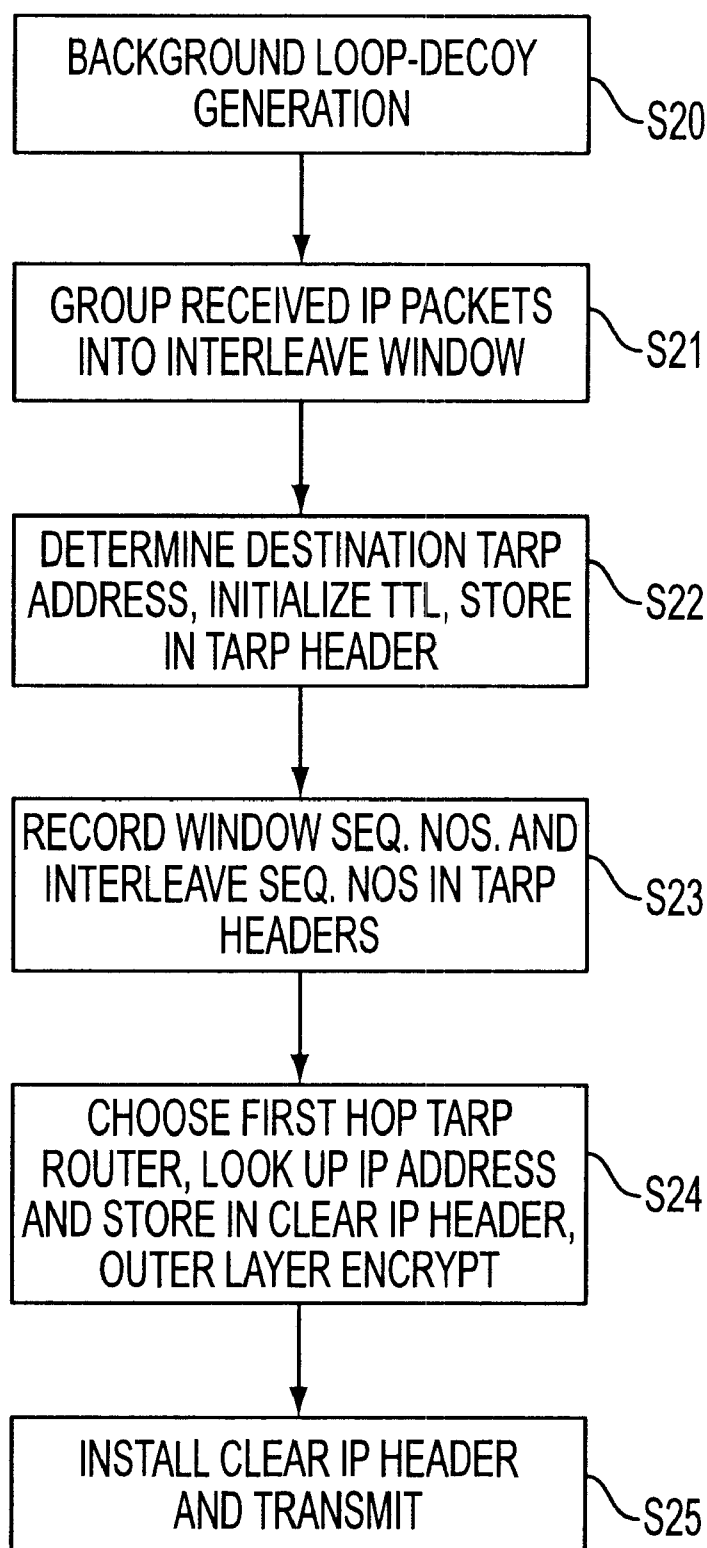 BACKGROUND LOOP-DECOY
GENERATION
S20
GROUP RECEIVED IP PACKETS
INTO INTERLEAVE WINDOW
S21
DETERMINE DESTINATION TARP
ADDRESS, INITIALIZE TTL, STORE
IN TARP HEADER
S22
RECORD WINDOW SEQ. NOS. AND
INTERLEAVE SEQ. NOS IN TARP
HEADERS
S23
CHOOSE FIRST HOP TARP
ROUTER, LOOK UP IP ADDRESS
AND STORE IN CLEAR IP HEADER,
OUTER LAYER ENCRYPT
S24
INSTALL CLEAR IP HEADER
AND TRANSMIT
S25